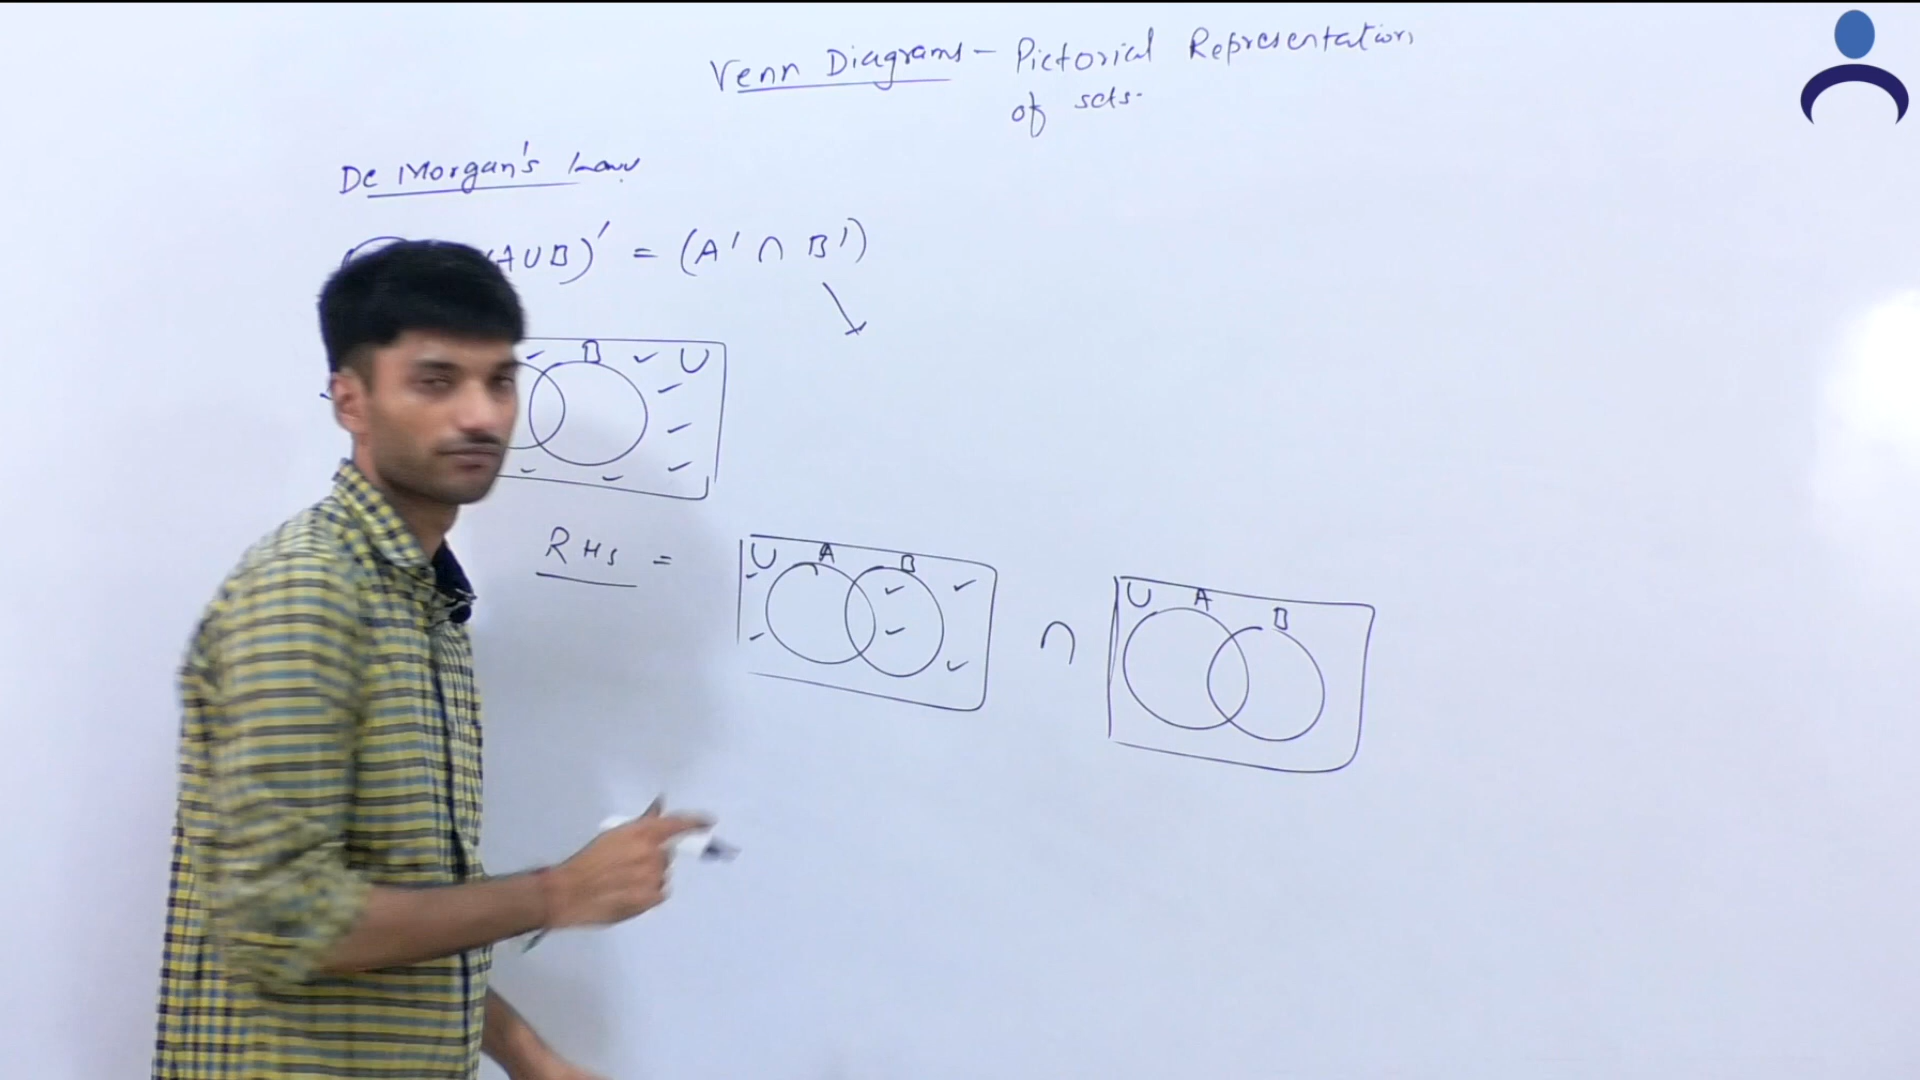 Venn Diagrams – Pictorial Representation
of sets.
De Morgan's Law
(A∪B)' = (A' ∩ B')
B U
RHS =
U A B ∩ U A B